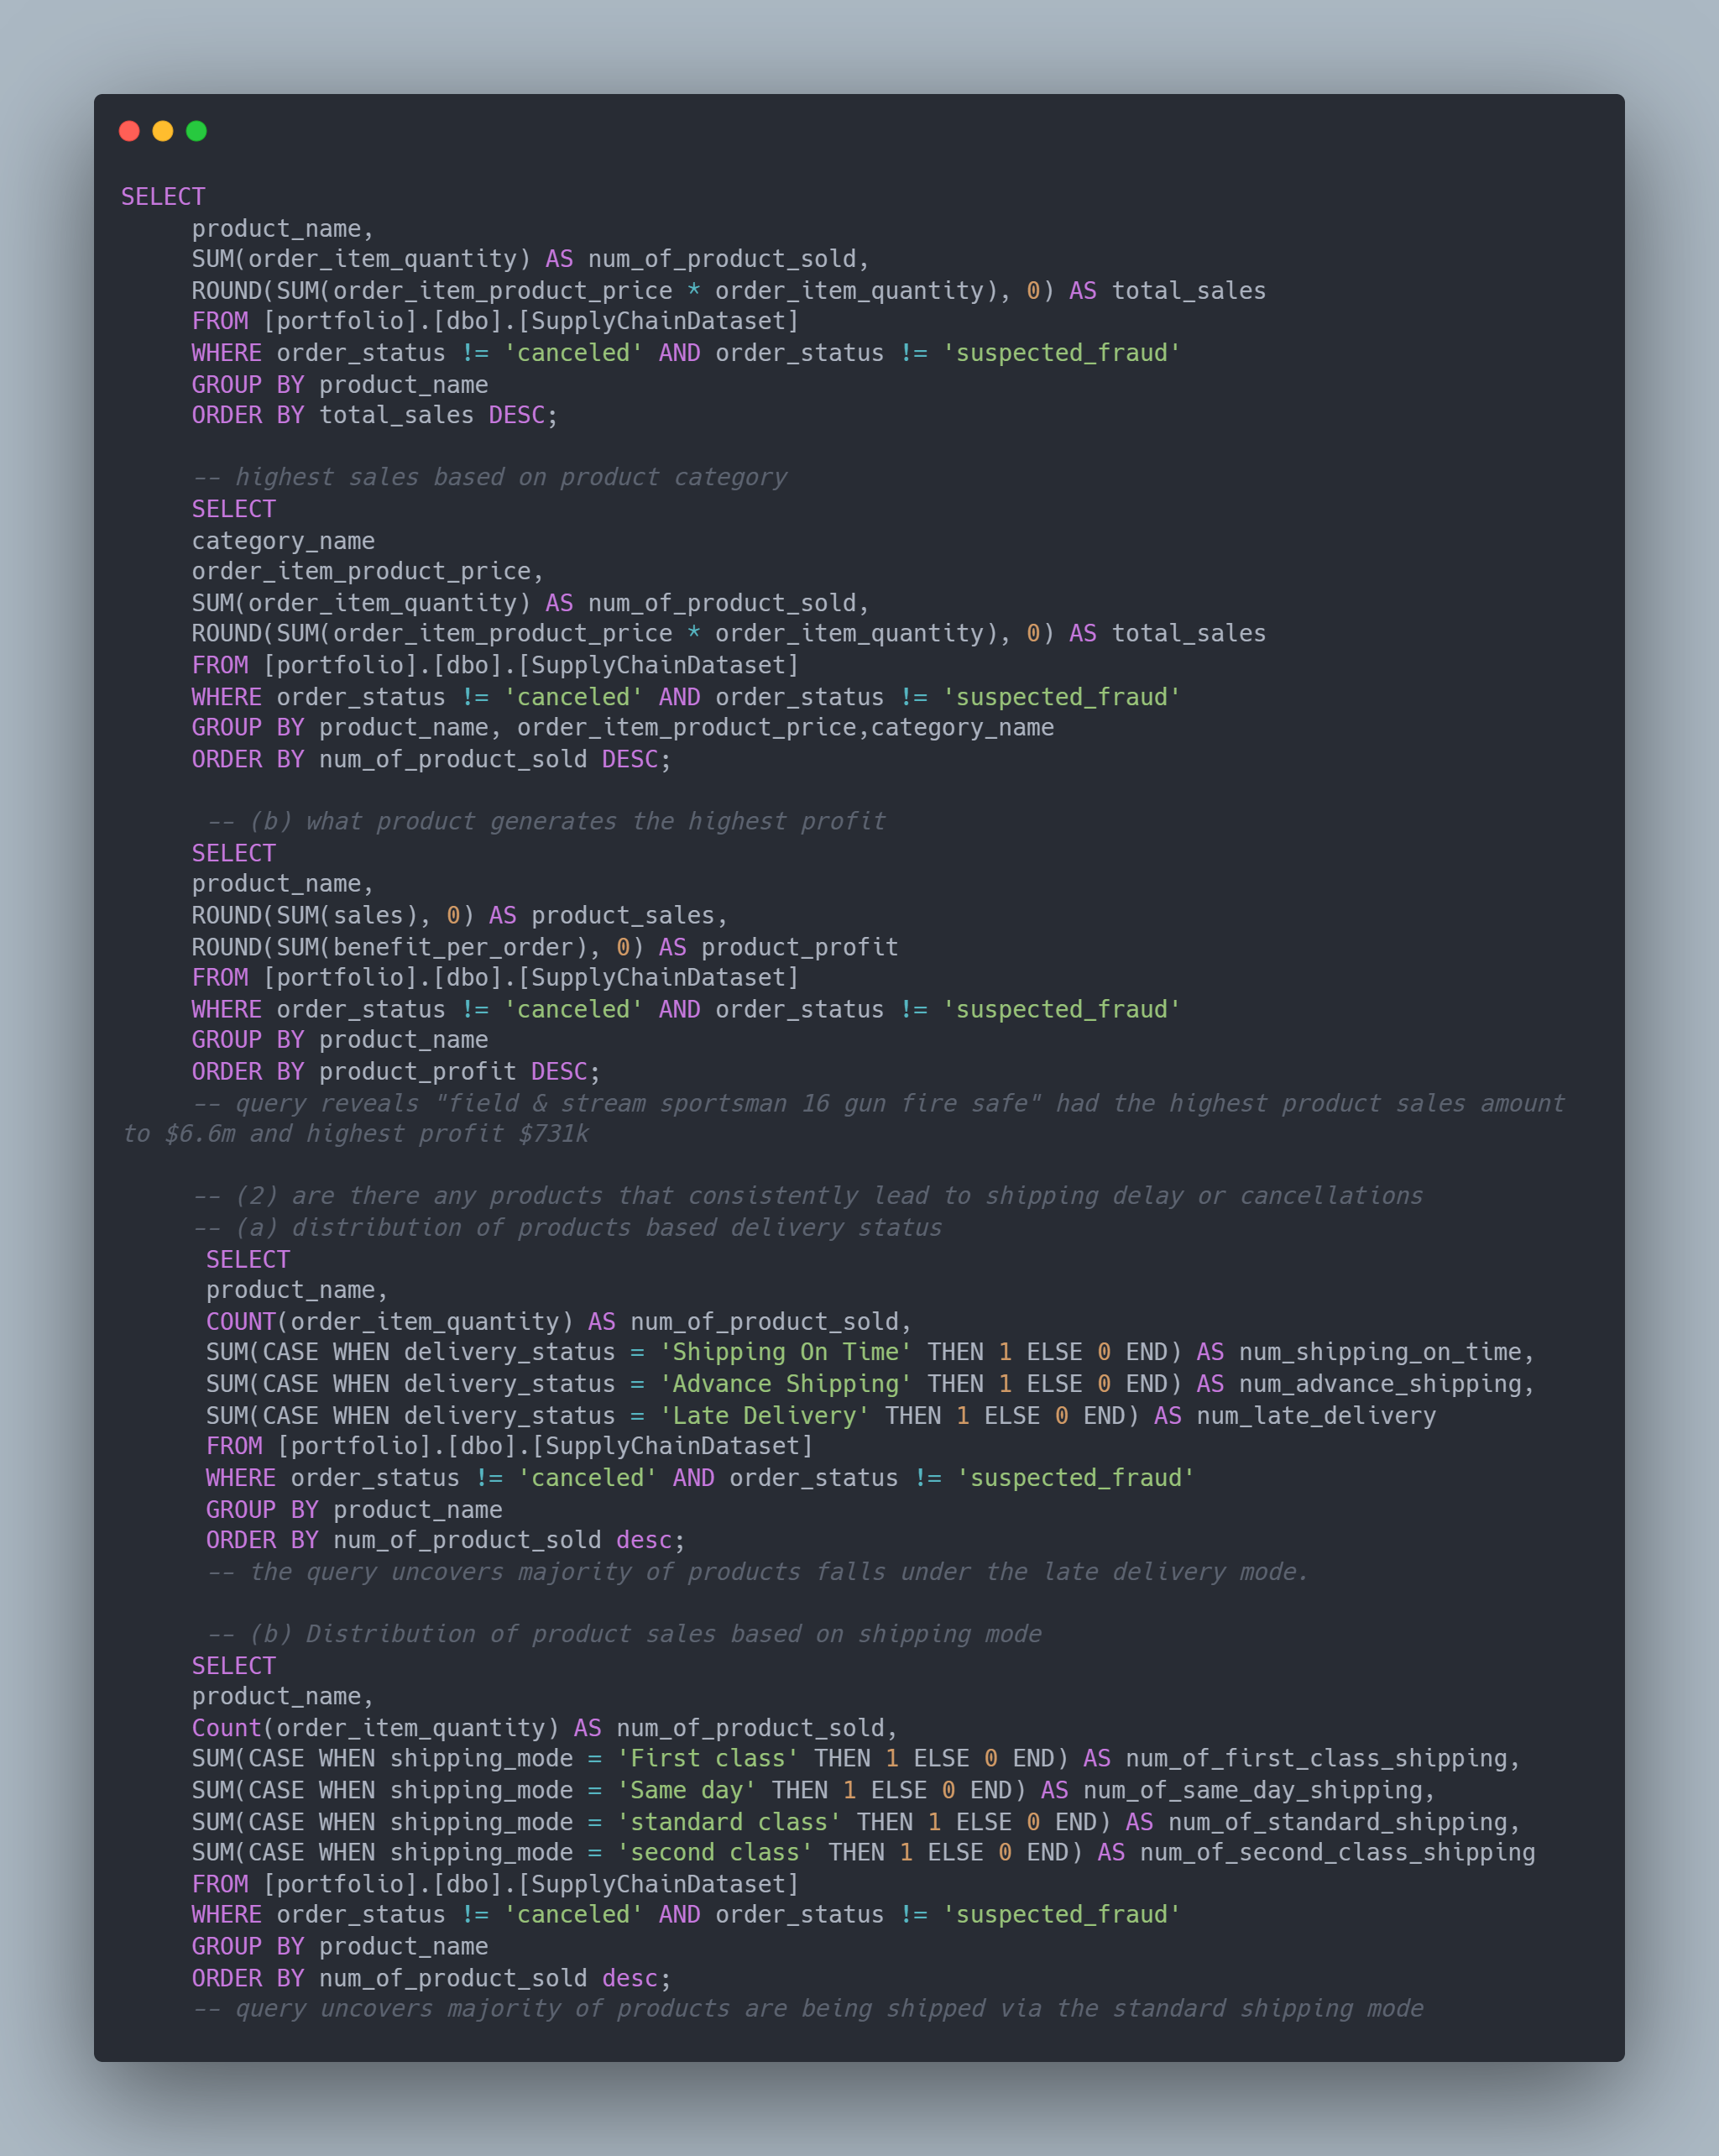 SELECT
product_name,
SUM(order_item_quantity) AS num_of_product_sold,
ROUND(SUM(order_item_product_price * order_item_quantity), 0) AS total_sales
FROM [portfolio].[dbo].[SupplyChainDataset]
WHERE order_status != 'canceled' AND order_status != 'suspected_fraud'
GROUP BY product_name
ORDER BY total_sales DESC;
-- highest sales based on product category
SELECT
category_name
order_item_product_price,
SUM(order_item_quantity) AS num_of_product_sold,
ROUND(SUM(order_item_product_price * order_item_quantity), 0) AS total_sales
FROM [portfolio].[dbo].[SupplyChainDataset]
WHERE order_status != 'canceled' AND order_status != 'suspected_fraud'
GROUP BY product_name, order_item_product_price,category_name
ORDER BY num_of_product_sold DESC;
-- (b) what product generates the highest profit
SELECT
product_name,
ROUND(SUM(sales), 0) AS product_sales,
ROUND(SUM(benefit_per_order), 0) AS product_profit
FROM [portfolio].[dbo].[SupplyChainDataset]
WHERE order_status != 'canceled' AND order_status != 'suspected_fraud'
GROUP BY product_name
ORDER BY product_profit DESC;
-- query reveals "field & stream sportsman 16 gun fire safe" had the highest product sales amount
to $6.6m and highest profit $731k
-- (2) are there any products that consistently lead to shipping delay or cancellations
-- (a) distribution of products based delivery status
SELECT
product_name,
COUNT(order_item_quantity) AS num_of_product_sold,
SUM(CASE WHEN delivery_status = 'Shipping On Time' THEN 1 ELSE 0 END) AS num_shipping_on_time,
SUM(CASE WHEN delivery_status = 'Advance Shipping' THEN 1 ELSE 0 END) AS num_advance_shipping,
SUM(CASE WHEN delivery_status = 'Late Delivery' THEN 1 ELSE 0 END) AS num_late_delivery
FROM [portfolio].[dbo].[SupplyChainDataset]
WHERE order_status != 'canceled' AND order_status != 'suspected_fraud'
GROUP BY product_name
ORDER BY num_of_product_sold desc;
-- the query uncovers majority of products falls under the late delivery mode.
-- (b) Distribution of product sales based on shipping mode
SELECT
product_name,
Count(order_item_quantity) AS num_of_product_sold,
SUM(CASE WHEN shipping_mode = 'First class' THEN 1 ELSE 0 END) AS num_of_first_class_shipping,
SUM(CASE WHEN shipping_mode = 'Same day' THEN 1 ELSE 0 END) AS num_of_same_day_shipping,
SUM(CASE WHEN shipping_mode = 'standard class' THEN 1 ELSE 0 END) AS num_of_standard_shipping,
SUM(CASE WHEN shipping_mode = 'second class' THEN 1 ELSE 0 END) AS num_of_second_class_shipping
FROM [portfolio].[dbo].[SupplyChainDataset]
WHERE order_status != 'canceled' AND order_status != 'suspected_fraud'
GROUP BY product_name
ORDER BY num_of_product_sold desc;
-- query uncovers majority of products are being shipped via the standard shipping mode